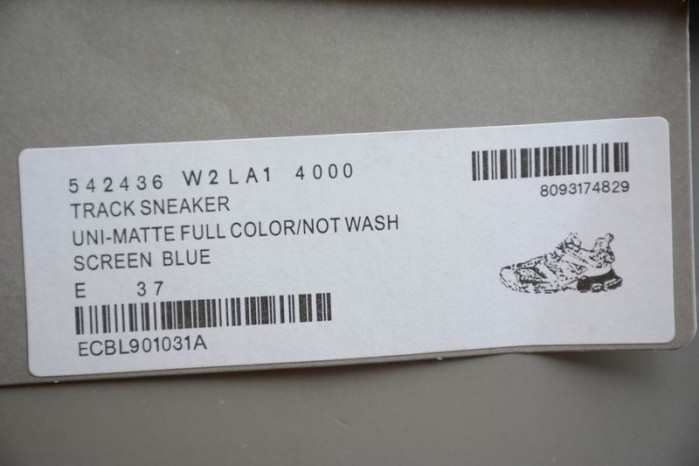 542436 W2LA1 4000
8093174829
TRACK SNEAKER
UNI-MATTE FULL COLOR/NOT WASH
SCREEN BLUE
E 37
ECBL901031A